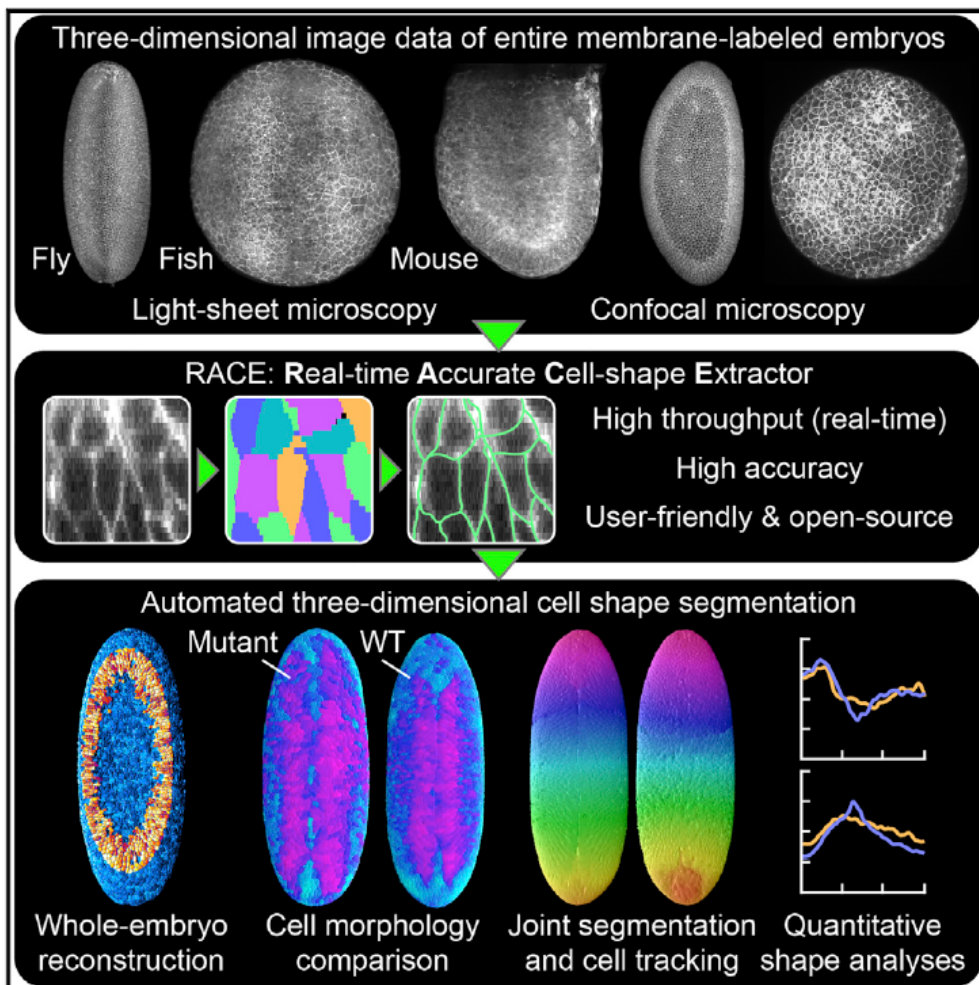 Three-dimensional image data of entire membrane-labeled embryos
Fly
Fish
Mouse
Light-sheet microscopy
Confocal microscopy
RACE: Real-time Accurate Cell-shape Extractor
High throughput (real-time)
High accuracy
User-friendly & open-source
Automated three-dimensional cell shape segmentation
Mutant
WT
Whole-embryo
reconstruction
Cell morphology
comparison
Joint segmentation
and cell tracking
Quantitative
shape analyses